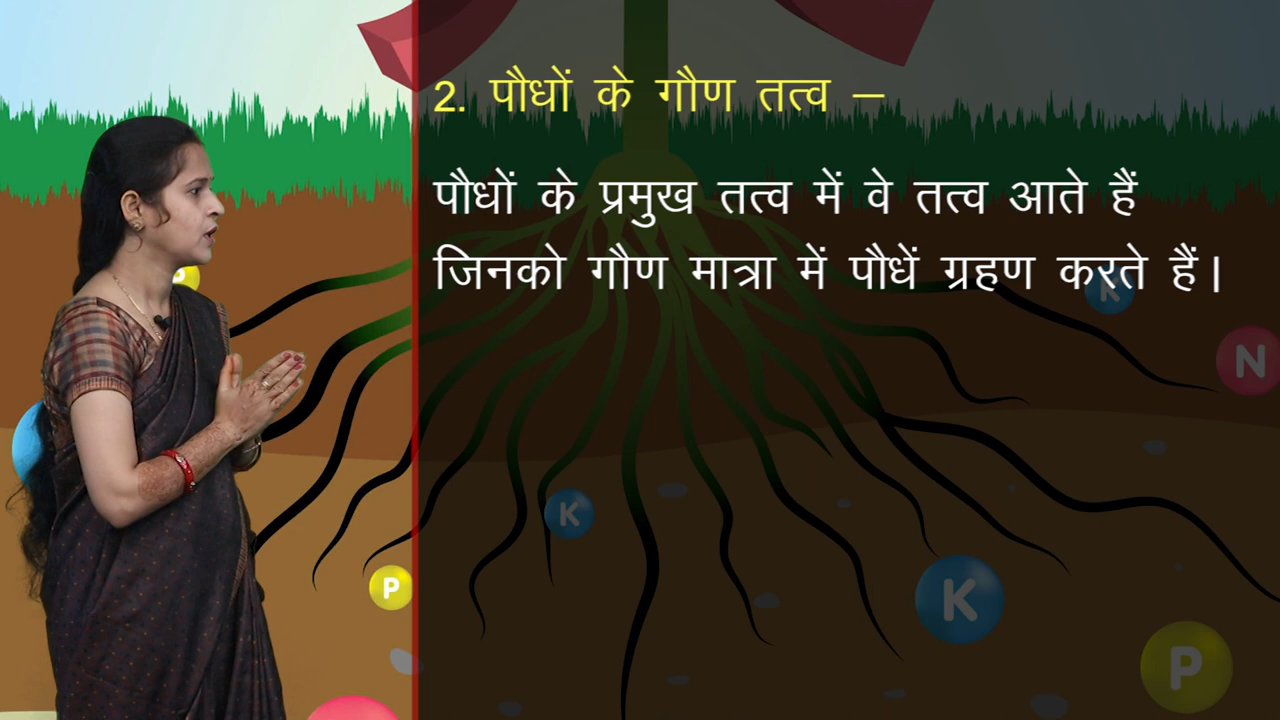 2. पौधों के गौण तत्व –
पौधों के प्रमुख तत्व में वे तत्व आते हैं
जिनको गौण मात्रा में पौधें ग्रहण करते हैं।
K
N
K
K
P
P